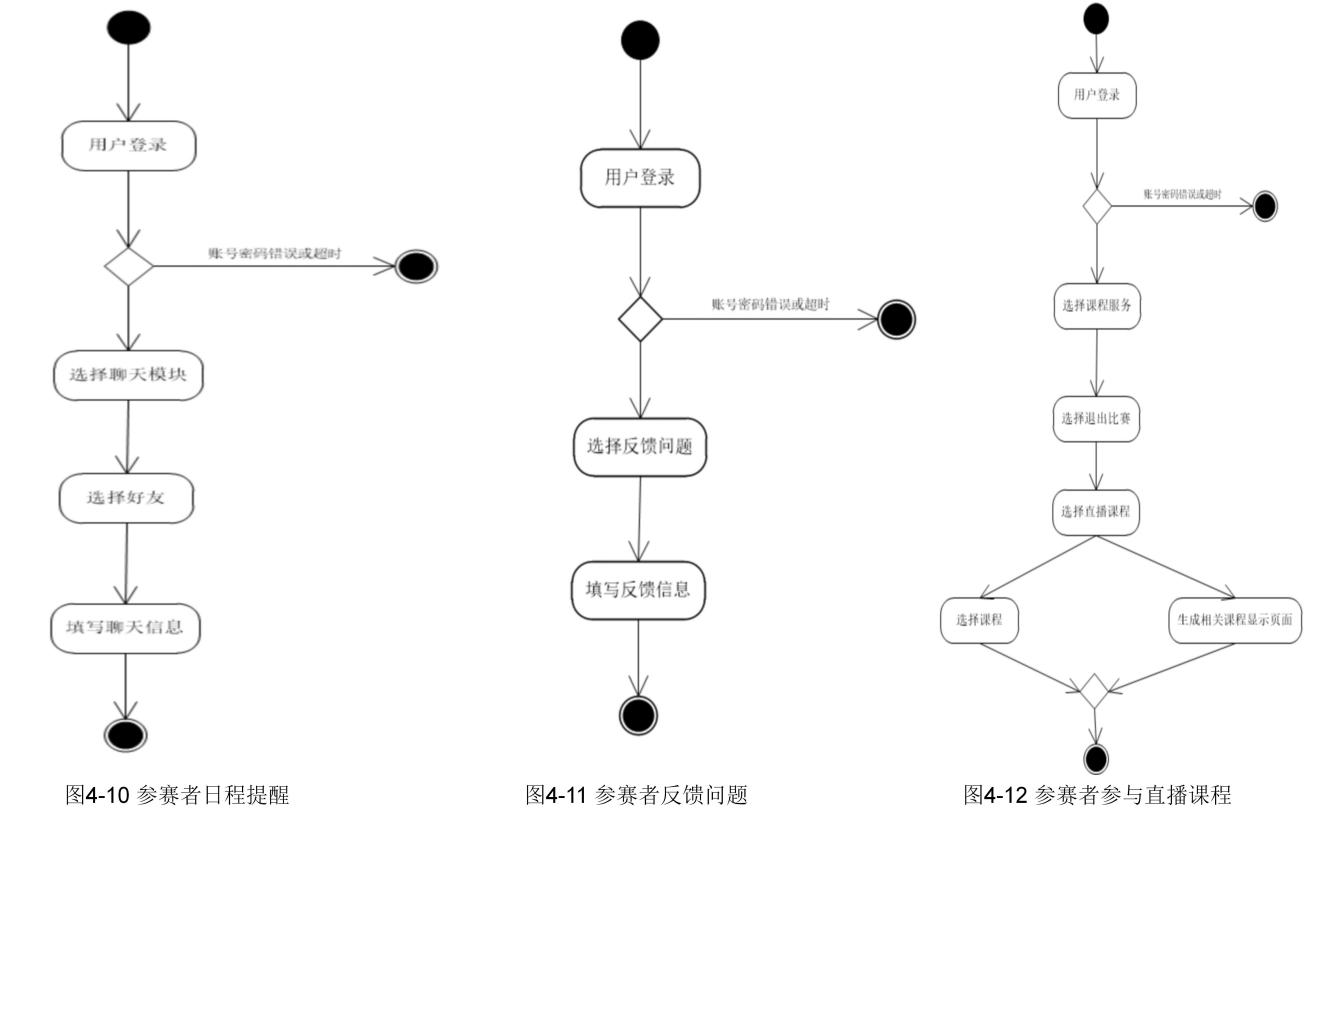 用户登录
账号密码错误或超时
选择聊天模块
选择好友
填写聊天信息
图4-10 参赛者日程提醒
用户登录
账号密码错误或超时
选择反馈问题
填写反馈信息
图4-11 参赛者反馈问题
用户登录
账号密码错误或超时
选择课程服务
选择退出比赛
选择直播课程
选择课程
生成相关课程显示页面
图4-12 参赛者参与直播课程